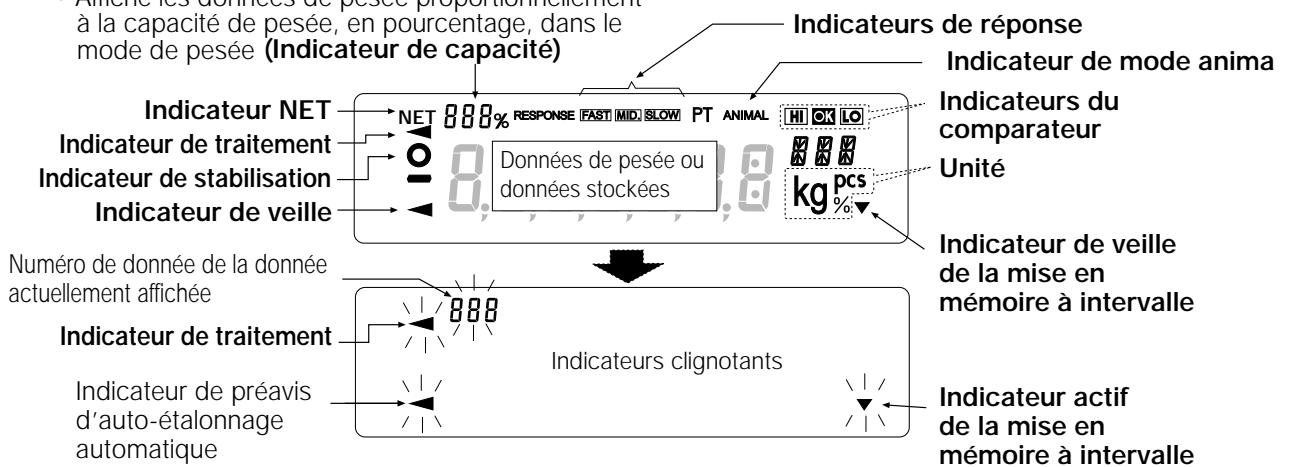 Affiche les données de pesée proportionnellement
à la capacité de pesée, en pourcentage, dans le
mode de pesée (Indicateur de capacité)
Indicateurs de réponse
Indicateur de mode anima
Indicateur NET
NET 888% RESPONSE FAST MID. SLOW PT ANIMAL HI OK LO
Indicateurs du
comparateur
Indicateur de traitement
Indicateur de stabilisation
Données de pesée ou
données stockées
kg pcs %
Unité
Indicateur de veille
Indicateur de veille
de la mise en
mémoire à intervalle
Numéro de donnée de la donnée
actuellement affichée
888
Indicateur de traitement
Indicateurs clignotants
Indicateur de préavis
d'auto-étalonnage
automatique
Indicateur actif
de la mise en
mémoire à intervalle